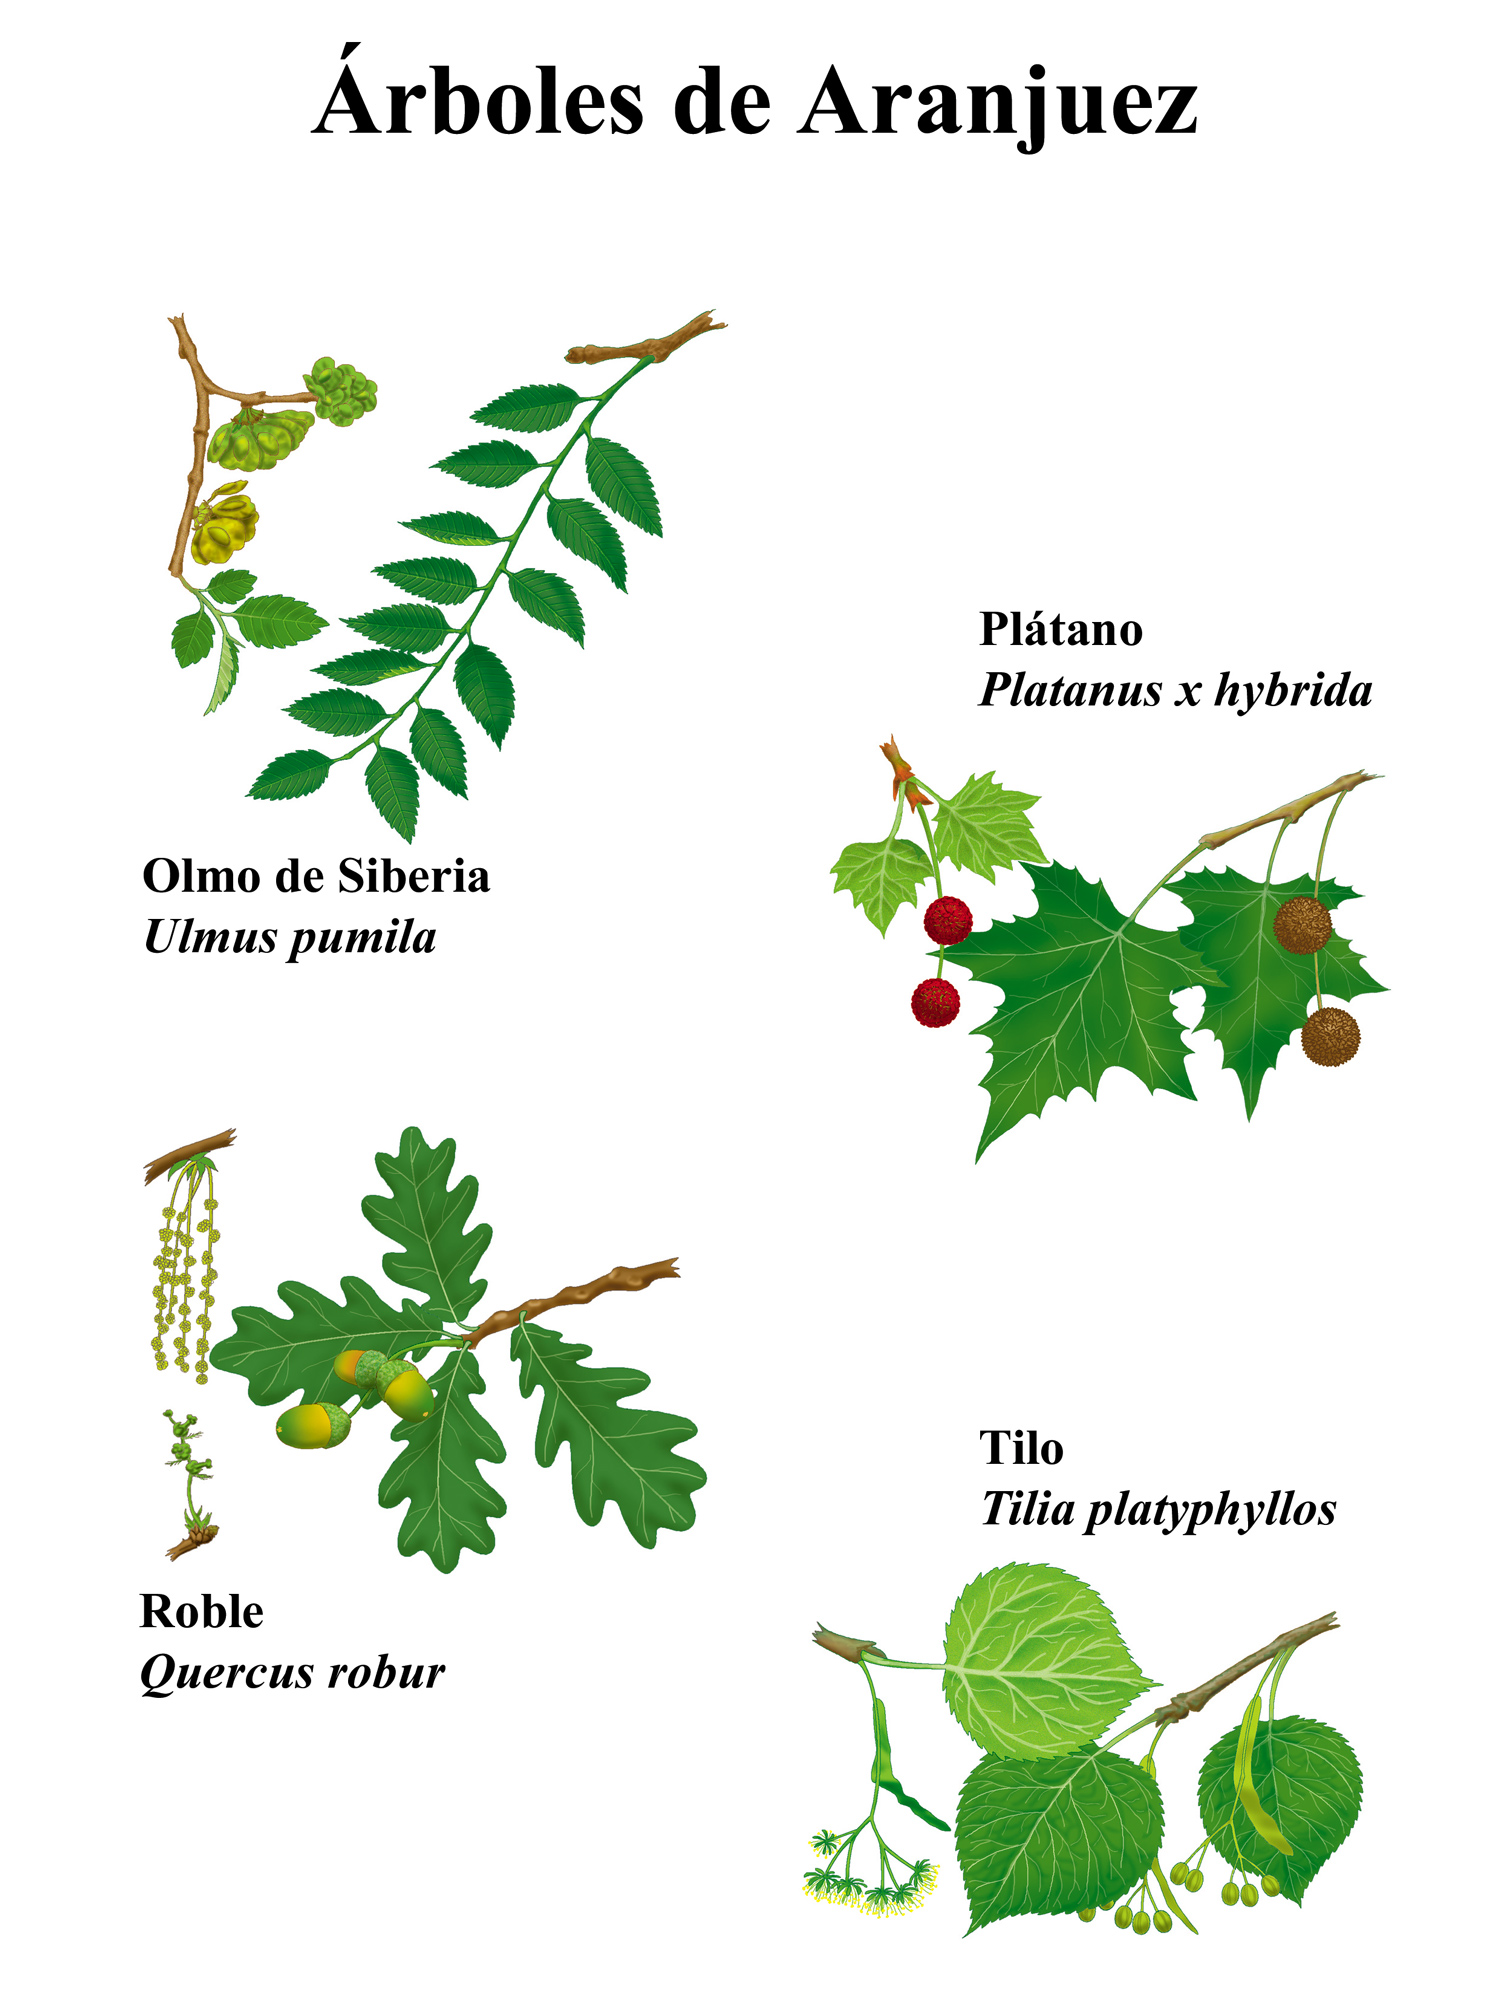 Árboles de Aranjuez
Olmo de Siberia
Ulmus pumila
Plátano
Platanus x hybrida
Roble
Quercus robur
Tilo
Tilia platyphyllos